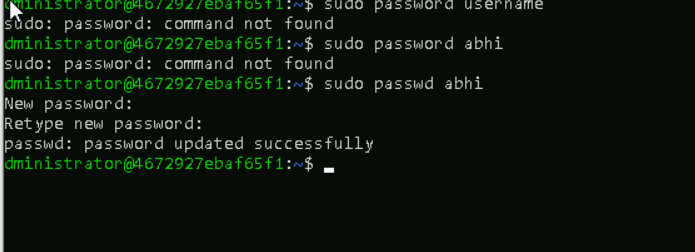 dministrator@4672927ebaf65f1:~$ sudo password username
sudo: password: command not found
dministrator@4672927ebaf65f1:~$ sudo password abhi
sudo: password: command not found
dministrator@4672927ebaf65f1:~$ sudo passwd abhi
New password:
Retype new password:
passwd: password updated successfully
dministrator@4672927ebaf65f1:~$